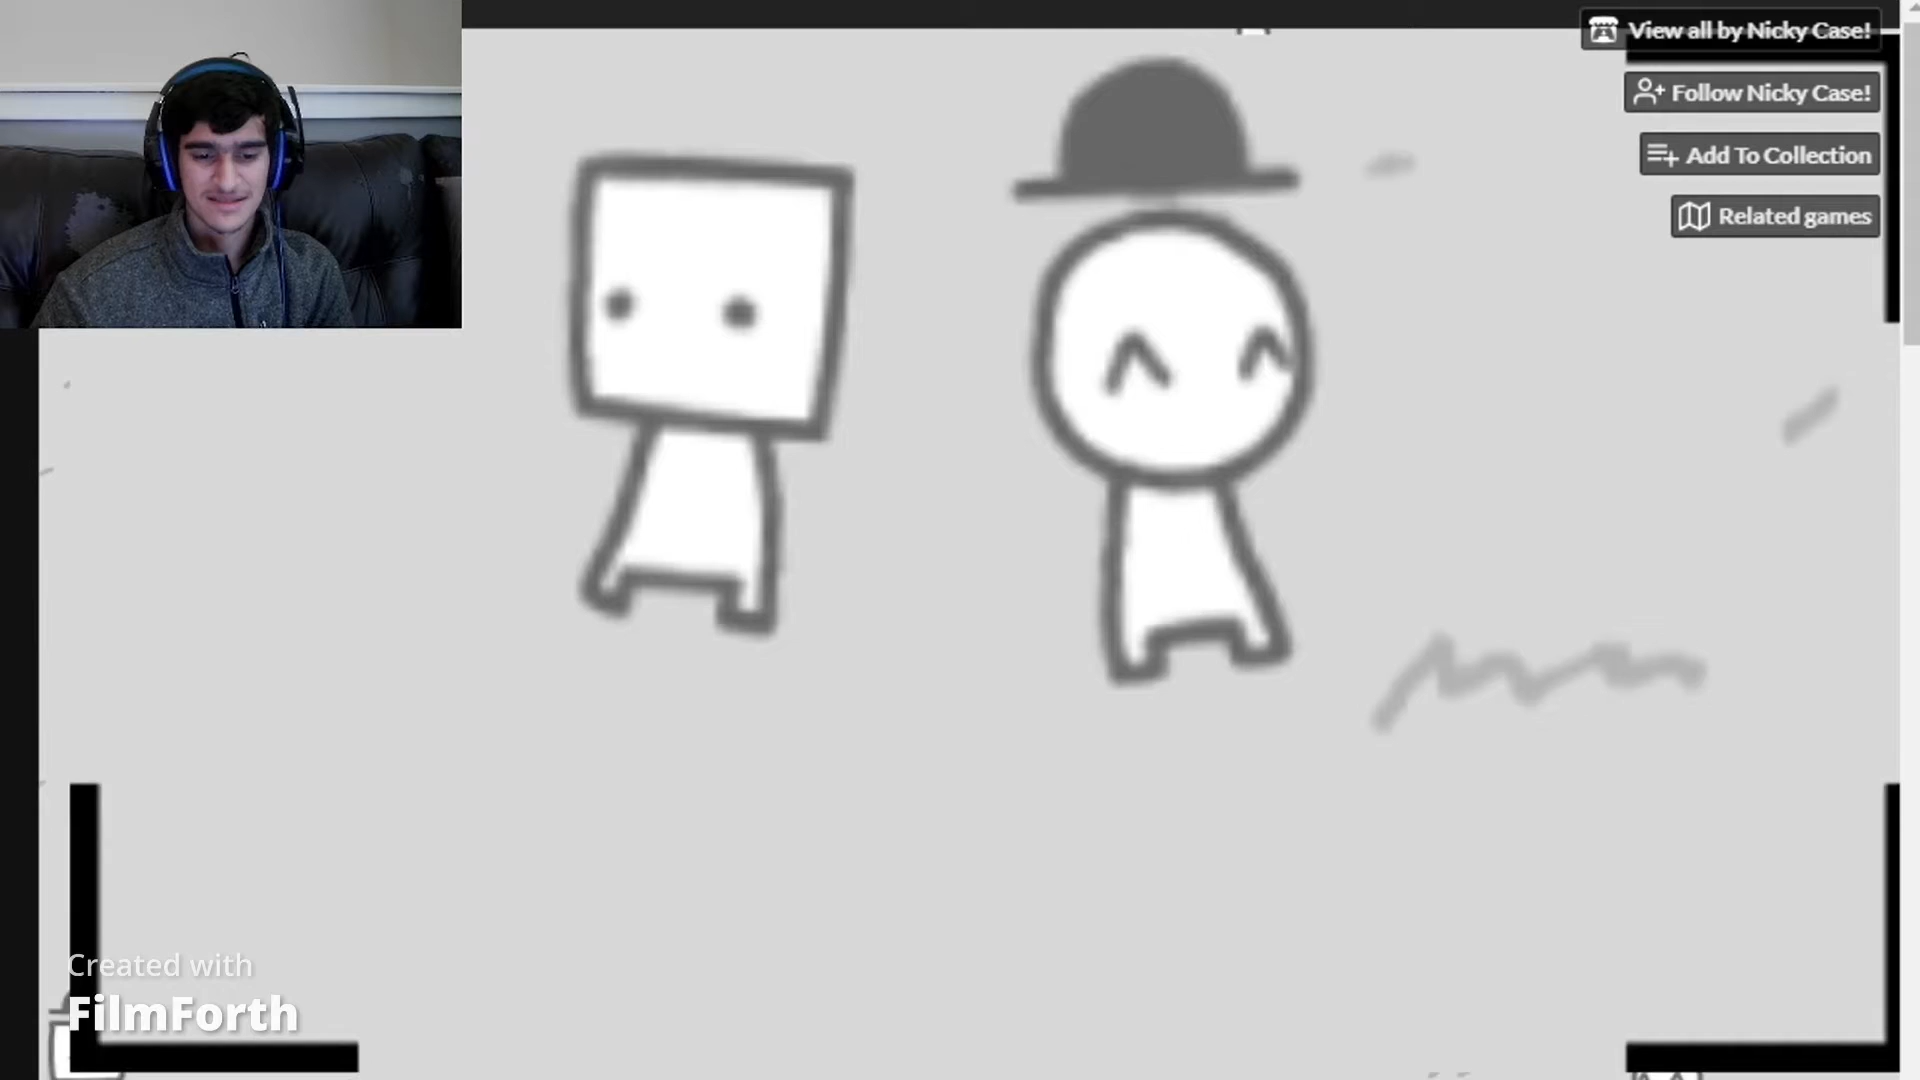 View all by Nicky Case!
Follow Nicky Case!
Add To Collection
Related games
Created with
FilmForth